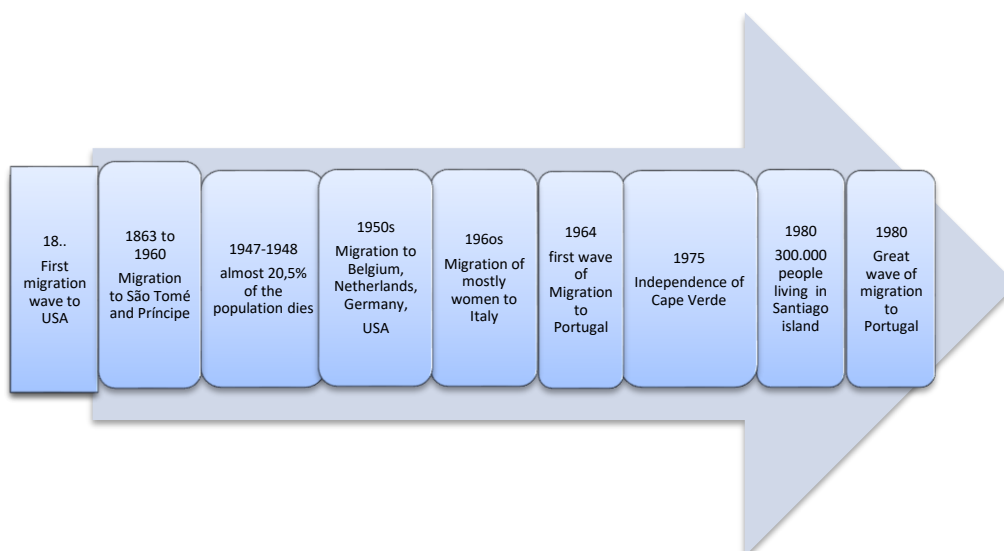 18..
First
migration
wave to
USA
1863 to
1960
Migration
to São Tomé
and Príncipe
1947-1948
almost 20,5%
of the
population dies
1950s
Migration to
Belgium,
Netherlands,
Germany,
USA
196os
Migration of
mostly
women to
Italy
1964
first wave
of
Migration
to
Portugal
1975
Independence of
Cape Verde
1980
300.000
people
living in
Santiago
island
1980
Great
wave of
migration
to
Portugal